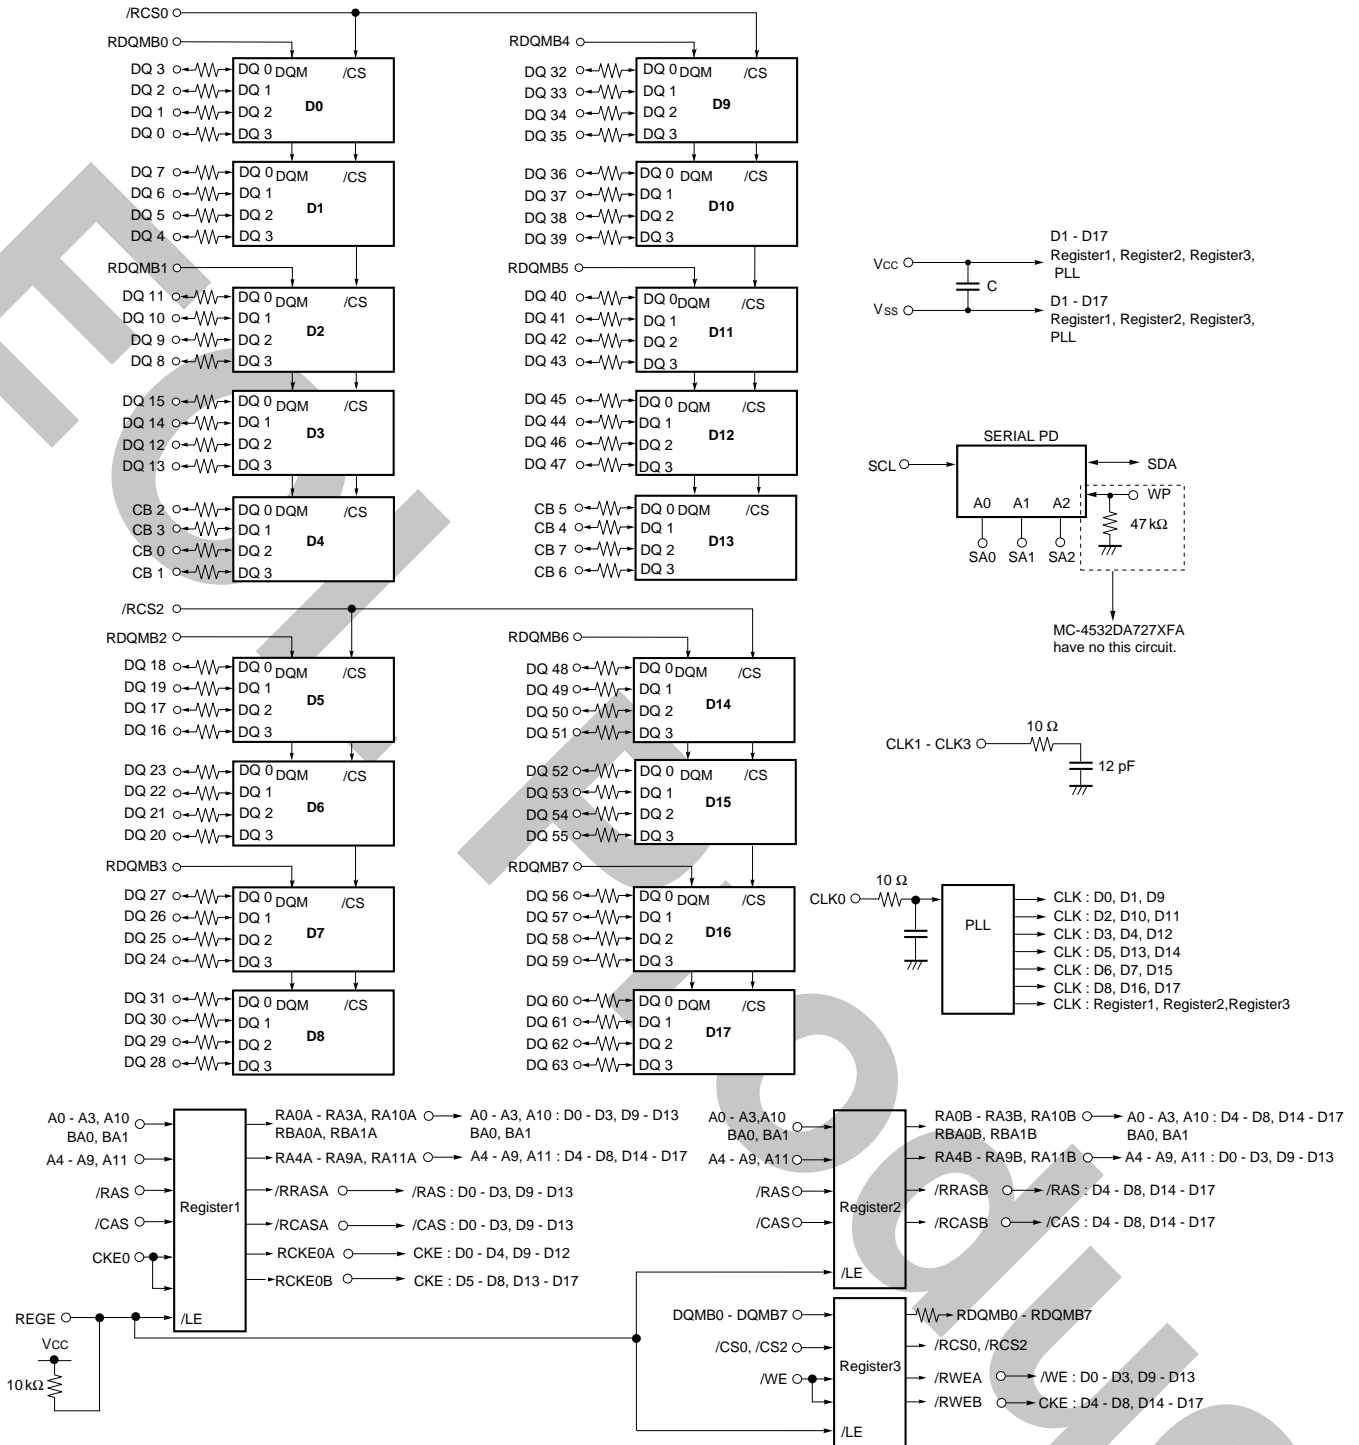 /RCS0
RDQMB0
DQ 3 DQ 0 DQM /CS
DQ 2 DQ 1
D0
DQ 1 DQ 2
DQ 0 DQ 3
DQ 7 DQ 0 DQM /CS
DQ 6 DQ 1
D1
DQ 5 DQ 2
DQ 4 DQ 3
RDQMB1
DQ 11 DQ 0 DQM /CS
DQ 10 DQ 1
D2
DQ 9 DQ 2
DQ 8 DQ 3
DQ 15 DQ 0 DQM /CS
DQ 14 DQ 1
D3
DQ 12 DQ 2
DQ 13 DQ 3
CB 2 DQ 0 DQM /CS
CB 3 DQ 1
D4
CB 0 DQ 2
CB 1 DQ 3
RDQMB4
DQ 32 DQ 0 DQM /CS
DQ 33 DQ 1
D9
DQ 34 DQ 2
DQ 35 DQ 3
DQ 36 DQ 0 DQM /CS
DQ 37 DQ 1
D10
DQ 38 DQ 2
DQ 39 DQ 3
RDQMB5
DQ 40 DQ 0 DQM /CS
DQ 41 DQ 1
D11
DQ 42 DQ 2
DQ 43 DQ 3
DQ 45 DQ 0 DQM /CS
DQ 44 DQ 1
D12
DQ 46 DQ 2
DQ 47 DQ 3
CB 5 DQ 0 DQM /CS
CB 4 DQ 1
D13
CB 7 DQ 2
CB 6 DQ 3
/RCS2
RDQMB2
DQ 18 DQ 0 DQM /CS
DQ 19 DQ 1
D5
DQ 17 DQ 2
DQ 16 DQ 3
DQ 23 DQ 0 DQM /CS
DQ 22 DQ 1
D6
DQ 21 DQ 2
DQ 20 DQ 3
RDQMB3
DQ 27 DQ 0 DQM /CS
DQ 26 DQ 1
D7
DQ 25 DQ 2
DQ 24 DQ 3
DQ 31 DQ 0 DQM /CS
DQ 30 DQ 1
D8
DQ 29 DQ 2
DQ 28 DQ 3
RDQMB6
DQ 48 DQ 0 DQM /CS
DQ 49 DQ 1
D14
DQ 50 DQ 2
DQ 51 DQ 3
DQ 52 DQ 0 DQM /CS
DQ 53 DQ 1
D15
DQ 54 DQ 2
DQ 55 DQ 3
RDQMB7
DQ 56 DQ 0 DQM /CS
DQ 57 DQ 1
D16
DQ 58 DQ 2
DQ 59 DQ 3
DQ 60 DQ 0 DQM /CS
DQ 61 DQ 1
D17
DQ 62 DQ 2
DQ 63 DQ 3
D1 - D17
Register1, Register2, Register3,
PLL
Vcc
C
Vss
D1 - D17
Register1, Register2, Register3,
PLL
SERIAL PD
SCL SDA
WP
A0 A1 A2
47 kΩ
SA0 SA1 SA2
MC-4532DA727XFA
have no this circuit.
10 Ω
CLK1 - CLK3
12 pF
10 Ω
CLK0
PLL
CLK : D0, D1, D9
CLK : D2, D10, D11
CLK : D3, D4, D12
CLK : D5, D13, D14
CLK : D6, D7, D15
CLK : D8, D16, D17
CLK : Register1, Register2,Register3
A0 - A3, A10 RA0A - RA3A, RA10A A0 - A3, A10 : D0 - D3, D9 - D13
BA0, BA1 RBA0A, RBA1A BA0, BA1
A4 - A9, A11 RA4A - RA9A, RA11A A4 - A9, A11 : D4 - D8, D14 - D17
/RAS /RRASA /RAS : D0 - D3, D9 - D13
Register1
/CAS /RCASA /CAS : D0 - D3, D9 - D13
CKE0 RCKE0A CKE : D0 - D4, D9 - D12
RCKE0B CKE : D5 - D8, D13 - D17
REGE /LE
Vcc
10 kΩ
A0 - A3,A10 RA0B - RA3B, RA10B A0 - A3, A10 : D4 - D8, D14 - D17
BA0, BA1 RBA0B, RBA1B BA0, BA1
A4 - A9, A11 RA4B - RA9B, RA11B A4 - A9, A11 : D0 - D3, D9 - D13
/RAS /RRASB /RAS : D4 - D8, D14 - D17
Register2
/CAS /RCASB /CAS : D4 - D8, D14 - D17
/LE
DQMB0 - DQMB7 RDQMB0 - RDQMB7
/CS0, /CS2 /RCS0, /RCS2
Register3
/WE /RWEA /WE : D0 - D3, D9 - D13
/RWEB CKE : D4 - D8, D14 - D17
/LE